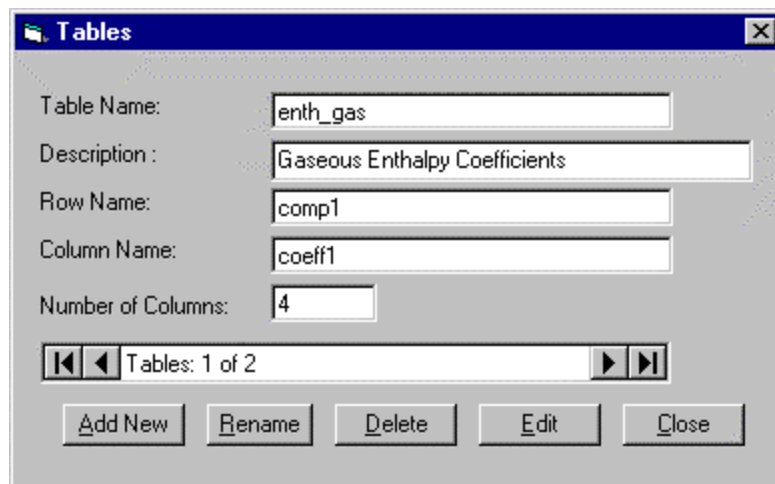 Tables
Table Name: enth_gas
Description : Gaseous Enthalpy Coefficients
Row Name: comp1
Column Name: coeff1
Number of Columns: 4
Tables: 1 of 2
Add New Rename Delete Edit Close